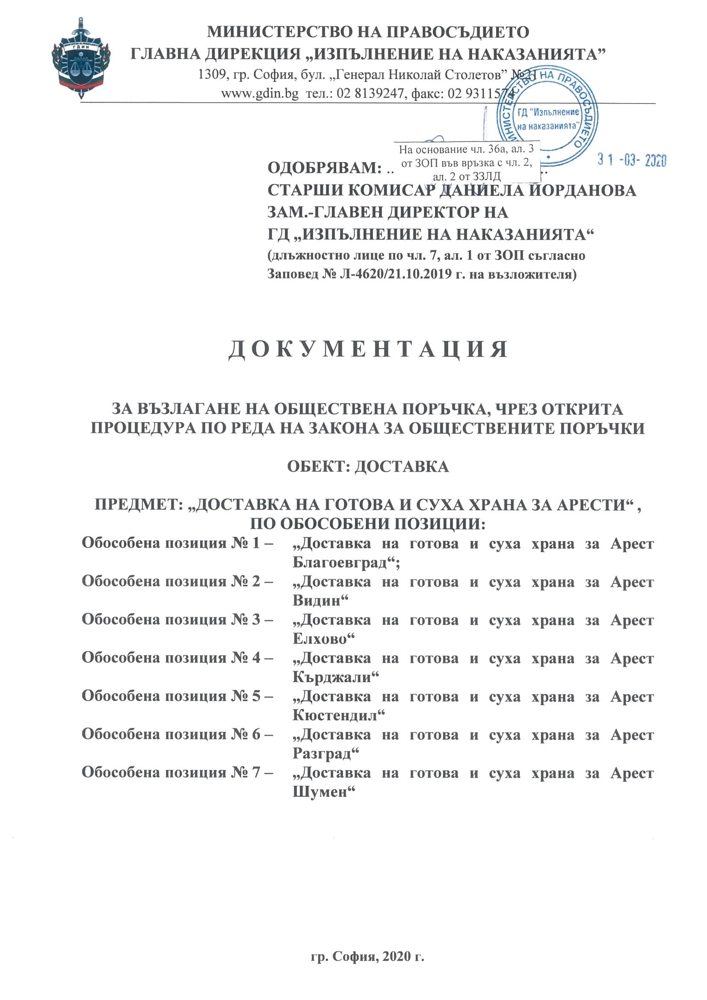 МИНИСТЕРСТВО НА ПРАВОСЪДИЕТО
ГДИН
МИНИСТЕРСТВО НА ПРАВОСЪДИЕТО
ГЛАВНА ДИРЕКЦИЯ „ИЗПЪЛНЕНИЕ НА НАКАЗАНИЯТА”
1309, гр. София, бул. „Генерал Николай Столетов” №21
www.gdin.bg тел.: 02 8139247, факс: 02 9311574
МИНИСТЕРСТВО НА ПРАВОСЪДИЕТО
ГД “Изпълнение
на наказанията“
31 -03- 2020
На основание чл. 36а, ал. 3
от ЗОП във връзка с чл. 2,
ал. 2 от ЗЗЛД
ОДОБРЯВАМ: .. ..
СТАРШИ КОМИСАР ДАНИЕЛА ЙОРДАНОВА
ЗАМ.-ГЛАВЕН ДИРЕКТОР НА
ГД „ИЗПЪЛНЕНИЕ НА НАКАЗАНИЯТА“
(длъжностно лице по чл. 7, ал. 1 от ЗОП съгласно
Заповед № Л-4620/21.10.2019 г. на възложителя)
Д О К У М Е Н Т А Ц И Я
ЗА ВЪЗЛАГАНЕ НА ОБЩЕСТВЕНА ПОРЪЧКА, ЧРЕЗ ОТКРИТА
ПРОЦЕДУРА ПО РЕДА НА ЗАКОНА ЗА ОБЩЕСТВЕНИТЕ ПОРЪЧКИ
ОБЕКТ: ДОСТАВКА
ПРЕДМЕТ: „ДОСТАВКА НА ГОТОВА И СУХА ХРАНА ЗА АРЕСТИ“ ,
ПО ОБОСОБЕНИ ПОЗИЦИИ:
Обособена позиция № 1 – „Доставка на готова и суха храна за Арест
Благоевград“;
Обособена позиция № 2 – „Доставка на готова и суха храна за Арест
Видин“
Обособена позиция № 3 – „Доставка на готова и суха храна за Арест
Елхово“
Обособена позиция № 4 – „Доставка на готова и суха храна за Арест
Кърджали“
Обособена позиция № 5 – „Доставка на готова и суха храна за Арест
Кюстендил“
Обособена позиция № 6 – „Доставка на готова и суха храна за Арест
Разград“
Обособена позиция № 7 – „Доставка на готова и суха храна за Арест
Шумен“
гр. София, 2020 г.